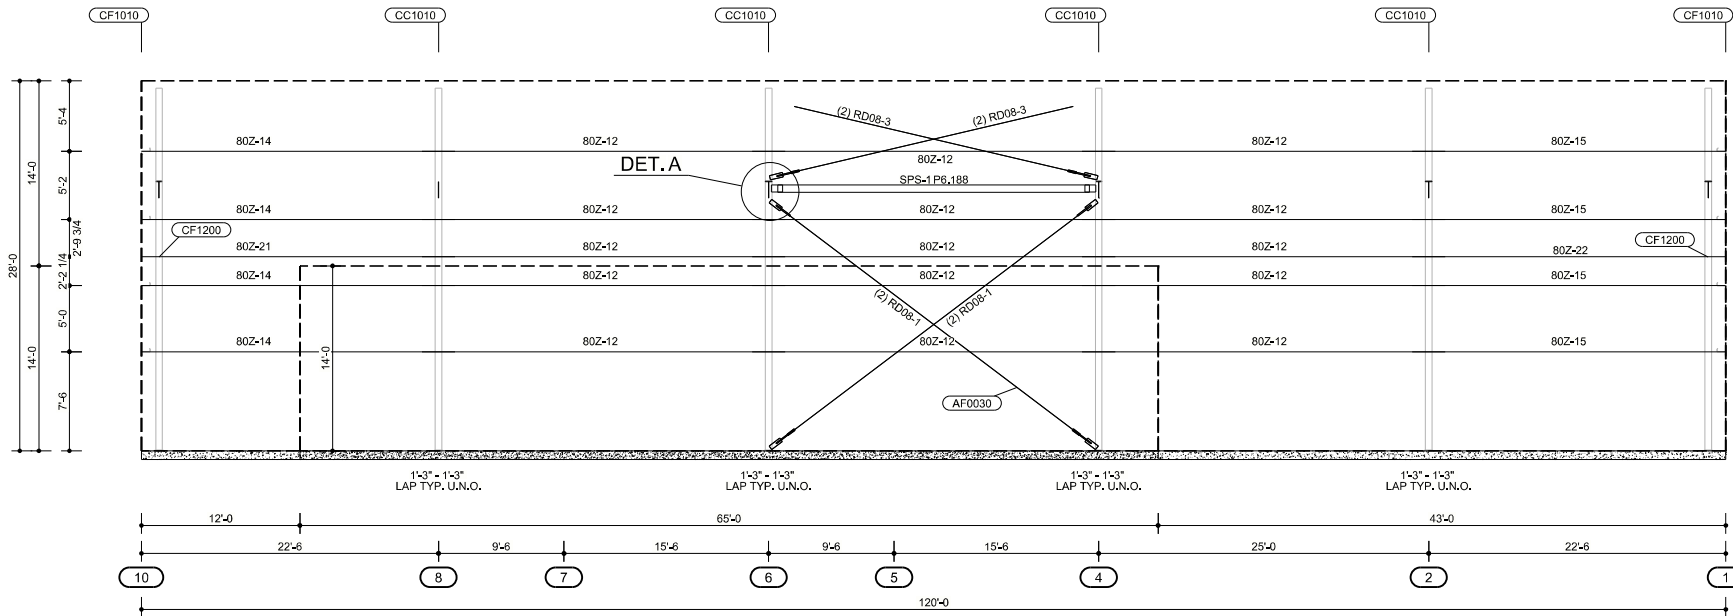 CF1010 CC1010 CC1010 CC1010 CC1010 CF1010
(2) RD08-3 (2) RD08-3
80Z-14 80Z-12 80Z-12 80Z-12 80Z-15
DET. A
SPS-1 P6.188
80Z-14 80Z-12 80Z-12 80Z-12 80Z-15
CF1200 CF1200
80Z-21 80Z-12 80Z-12 80Z-12 80Z-22
80Z-14 80Z-12 80Z-12 80Z-12 80Z-15
(2) RD08-1 (2) RD08-1
80Z-14 80Z-12 80Z-12 80Z-12 80Z-15
AF0030
28'-0
14'-0
14'-0
5'-4
5'-2
2'-9 3/4
2'-2 1/4
5'-0
7'-6
14'-0
1'-3" - 1'-3" 1'-3" - 1'-3" 1'-3" - 1'-3" 1'-3" - 1'-3"
LAP TYP. U.N.O. LAP TYP. U.N.O. LAP TYP. U.N.O. LAP TYP. U.N.O.
12'-0 65'-0 43'-0
22'-6 9'-6 15'-6 9'-6 15'-6 25'-0 22'-6
10 8 7 6 5 4 2 1
120'-0